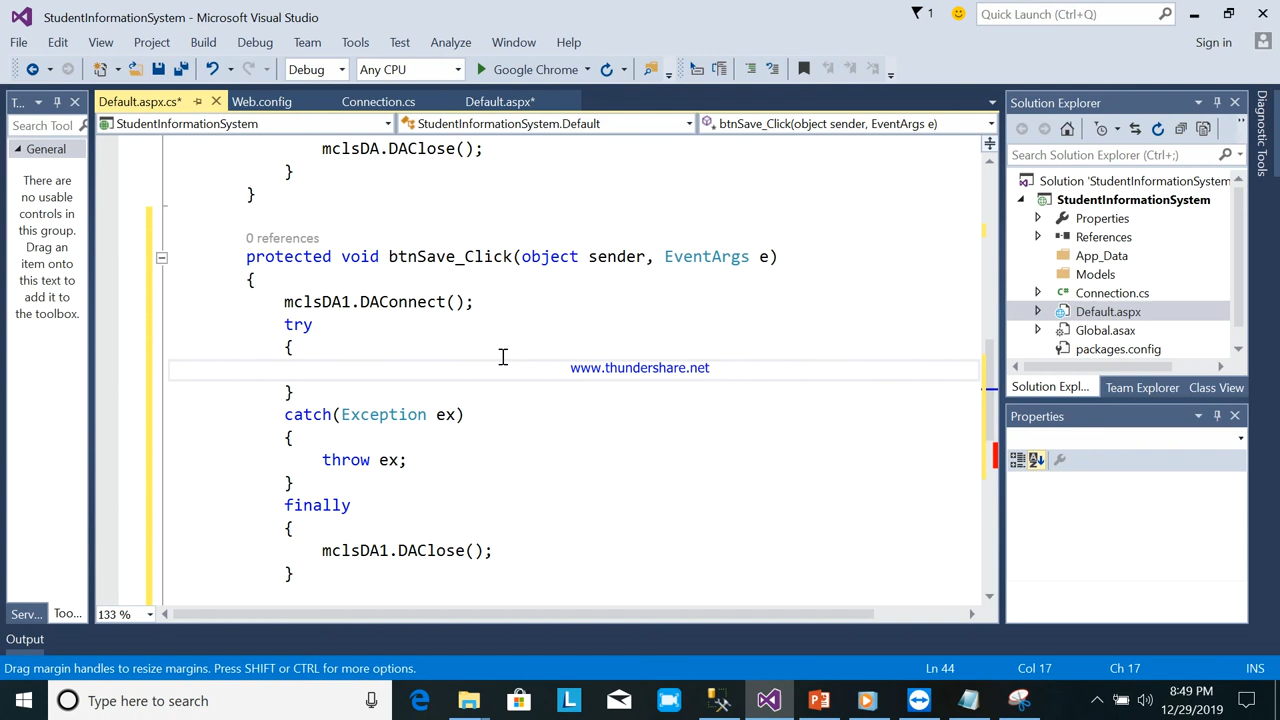 StudentInformationSystem - Microsoft Visual Studio
1
Quick Launch (Ctrl+Q)
File Edit View Project Build Debug Team Tools Test Analyze Window Help
Sign in
Debug Any CPU Google Chrome
T...
Default.aspx.cs* Web.config Connection.cs Default.aspx*
Solution Explorer
Search Tool
StudentInformationSystem StudentInformationSystem.Default btnSave_Click(object sender, EventArgs e)
General
There are
no usable
controls in
this group.
Drag an
item onto
this text to
add it to
the toolbox.
mclsDA.DAClose();
}
}
0 references
protected void btnSave_Click(object sender, EventArgs e)
{
mclsDA1.DAConnect();
try
{
www.thundershare.net
}
catch(Exception ex)
{
throw ex;
}
finally
{
mclsDA1.DAClose();
}
133 %
Search Solution Explorer (Ctrl+;)
Solution 'StudentInformationSystem
StudentInformationSystem
Properties
References
App_Data
Models
Connection.cs
Default.aspx
Global.asax
packages.config
Solution Expl... Team Explorer Class View
Properties
Diagnostic Tools
Serv... Too...
Output
Drag margin handles to resize margins. Press SHIFT or CTRL for more options.
Ln 44 Col 17 Ch 17 INS
Type here to search
8:49 PM
12/29/2019